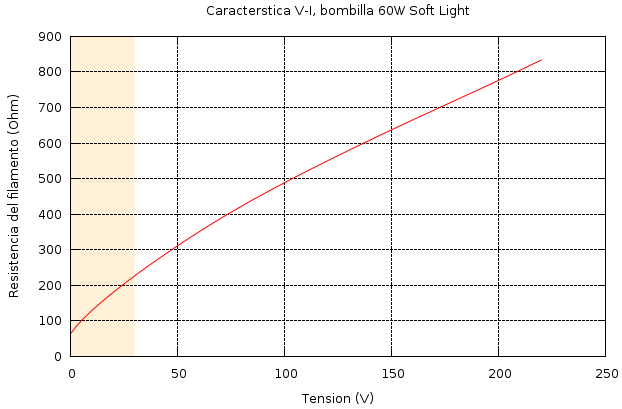 Caracterstica V-I, bombilla 60W Soft Light
900
800
700
600
500
400
300
200
100
0
Resistencia del filamento (Ohm)
0 50 100 150 200 250
Tension (V)